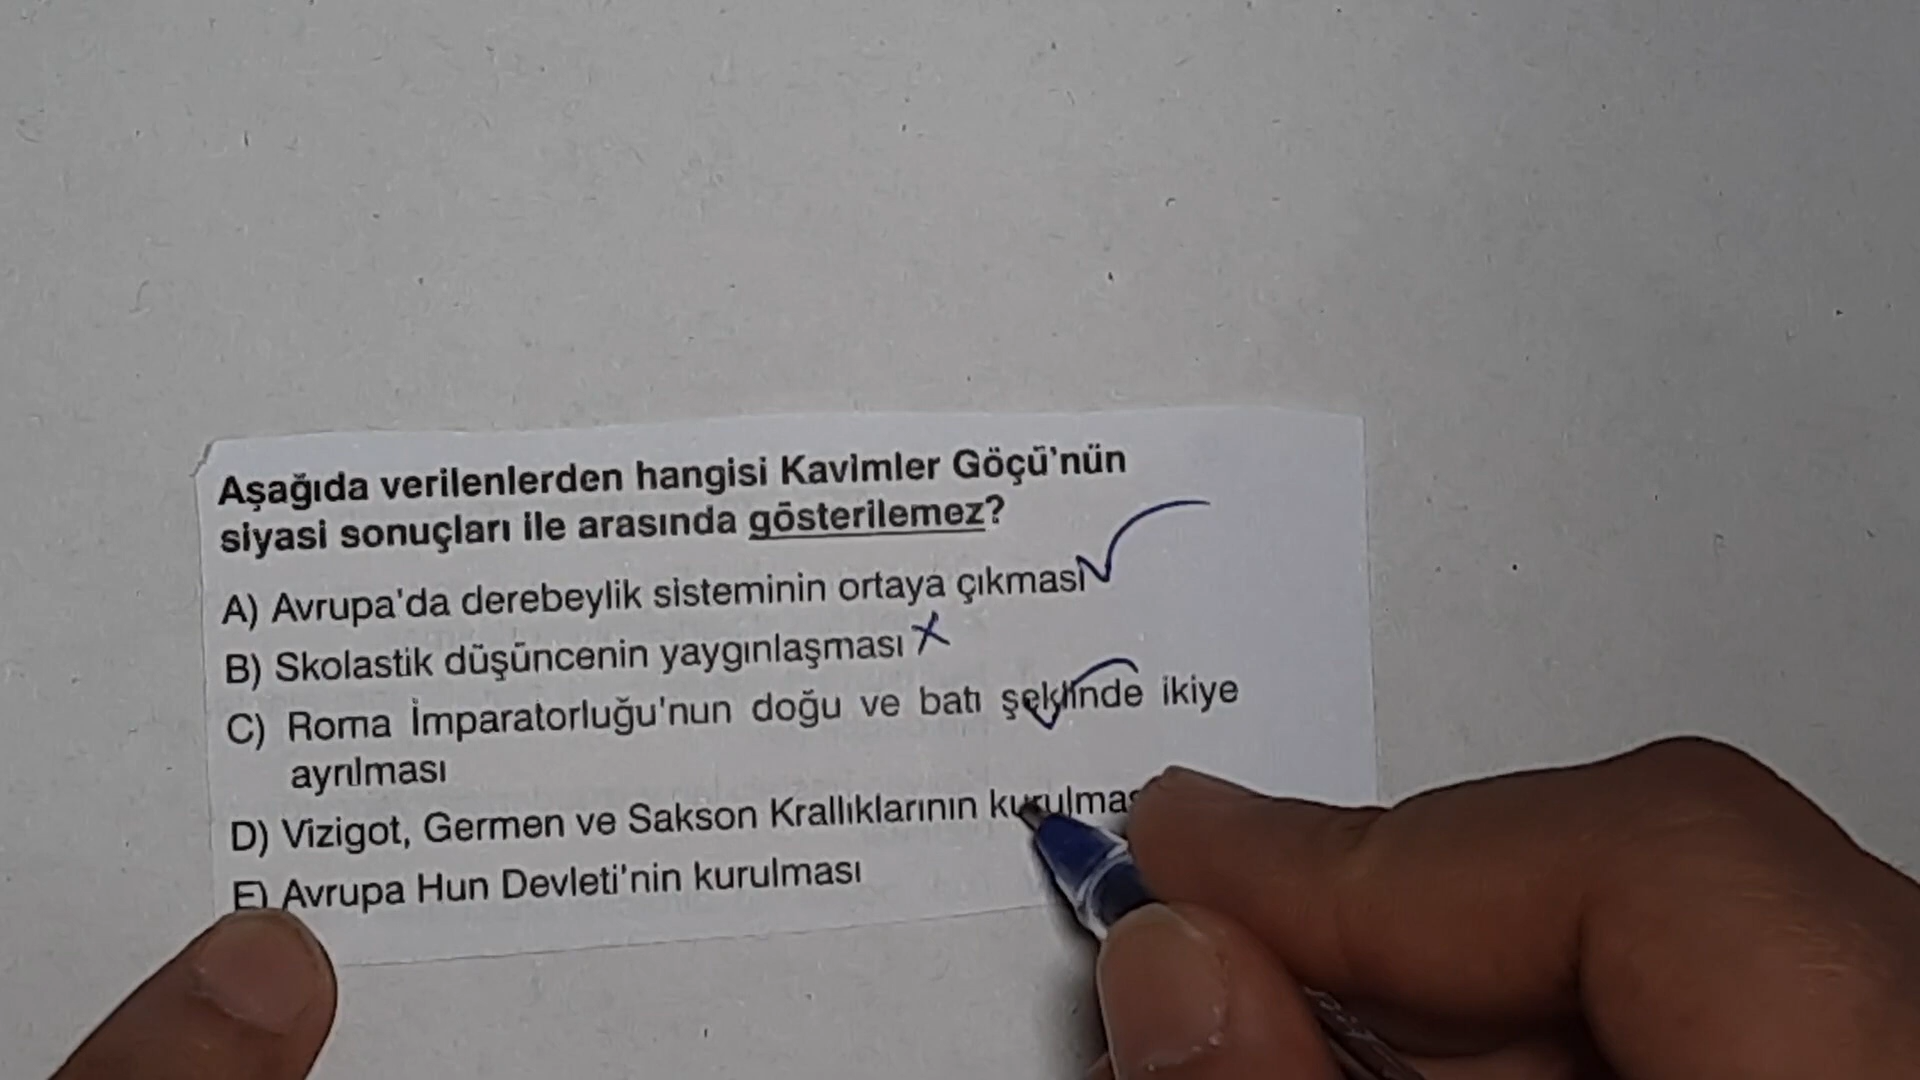 Aşağıda verilenlerden hangisi Kavimler Göçü'nün
siyasi sonuçları ile arasında gösterilemez?
A) Avrupa'da derebeylik sisteminin ortaya çıkması
B) Skolastik düşüncenin yaygınlaşması
C) Roma İmparatorluğu'nun doğu ve batı şeklinde ikiye
ayrılması
D) Vizigot, Germen ve Sakson Krallıklarının
E) Avrupa Hun Devleti'nin kurulması